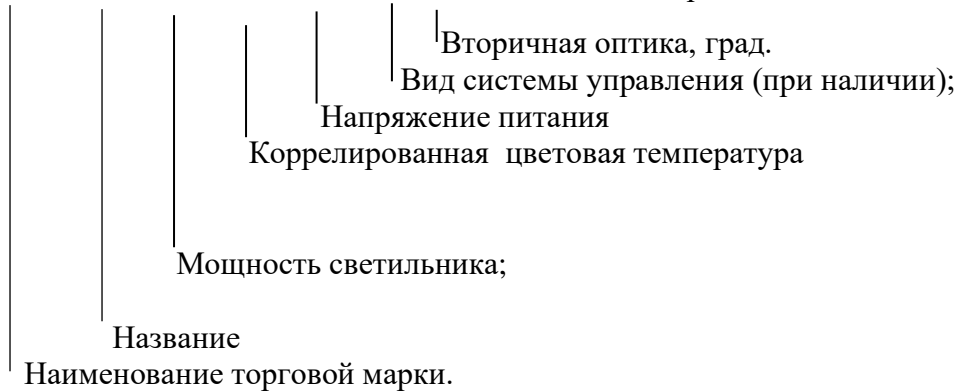 Вторичная оптика, град.
Вид системы управления (при наличии);
Напряжение питания
Коррелированная цветовая температура
Мощность светильника;
Название
Наименование торговой марки.